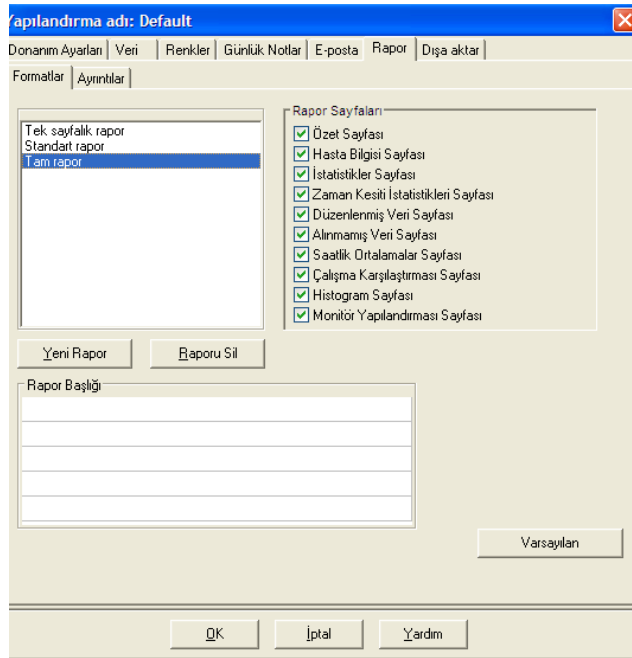 Yapılandırma adı: Default
Donanım Ayarları Veri Renkler Günlük Notlar E-posta Rapor Dışa aktar
Formatlar Ayrıntılar
Tek sayfalık rapor
Standart rapor
Tam rapor
Rapor Sayfaları
Özet Sayfası
Hasta Bilgisi Sayfası
İstatistikler Sayfası
Zaman Kesiti İstatistikleri Sayfası
Düzenlenmiş Veri Sayfası
Alınmamış Veri Sayfası
Saatlik Ortalamalar Sayfası
Çalışma Karşılaştırması Sayfası
Histogram Sayfası
Monitör Yapılandırması Sayfası
Yeni Rapor Raporu Sil
Rapor Başlığı
Varsayılan
OK İptal Yardım